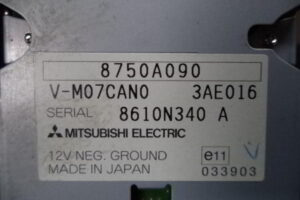 8750A090
V-M07CAN0 3AE016
SERIAL 8610N340 A
MITSUBISHI ELECTRIC
12V NEG. GROUND e11
MADE IN JAPAN 033903